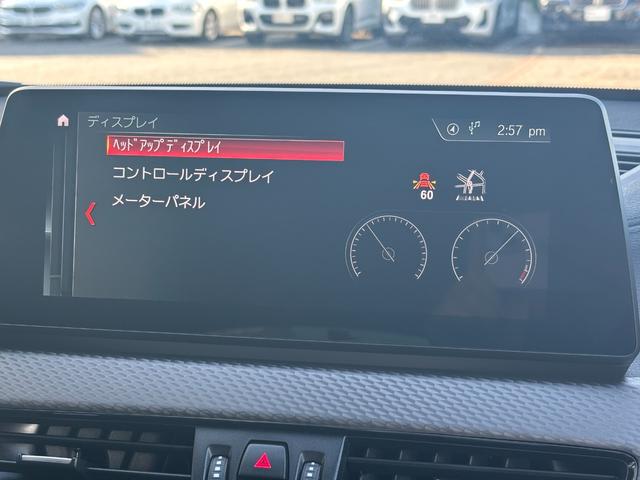 ディスプレイ
2:57 pm
ﾍｯﾄﾞｱｯﾌﾟﾃﾞｨｽﾌﾟﾚｲ
コントロールディスプレイ
メーターパネル
60